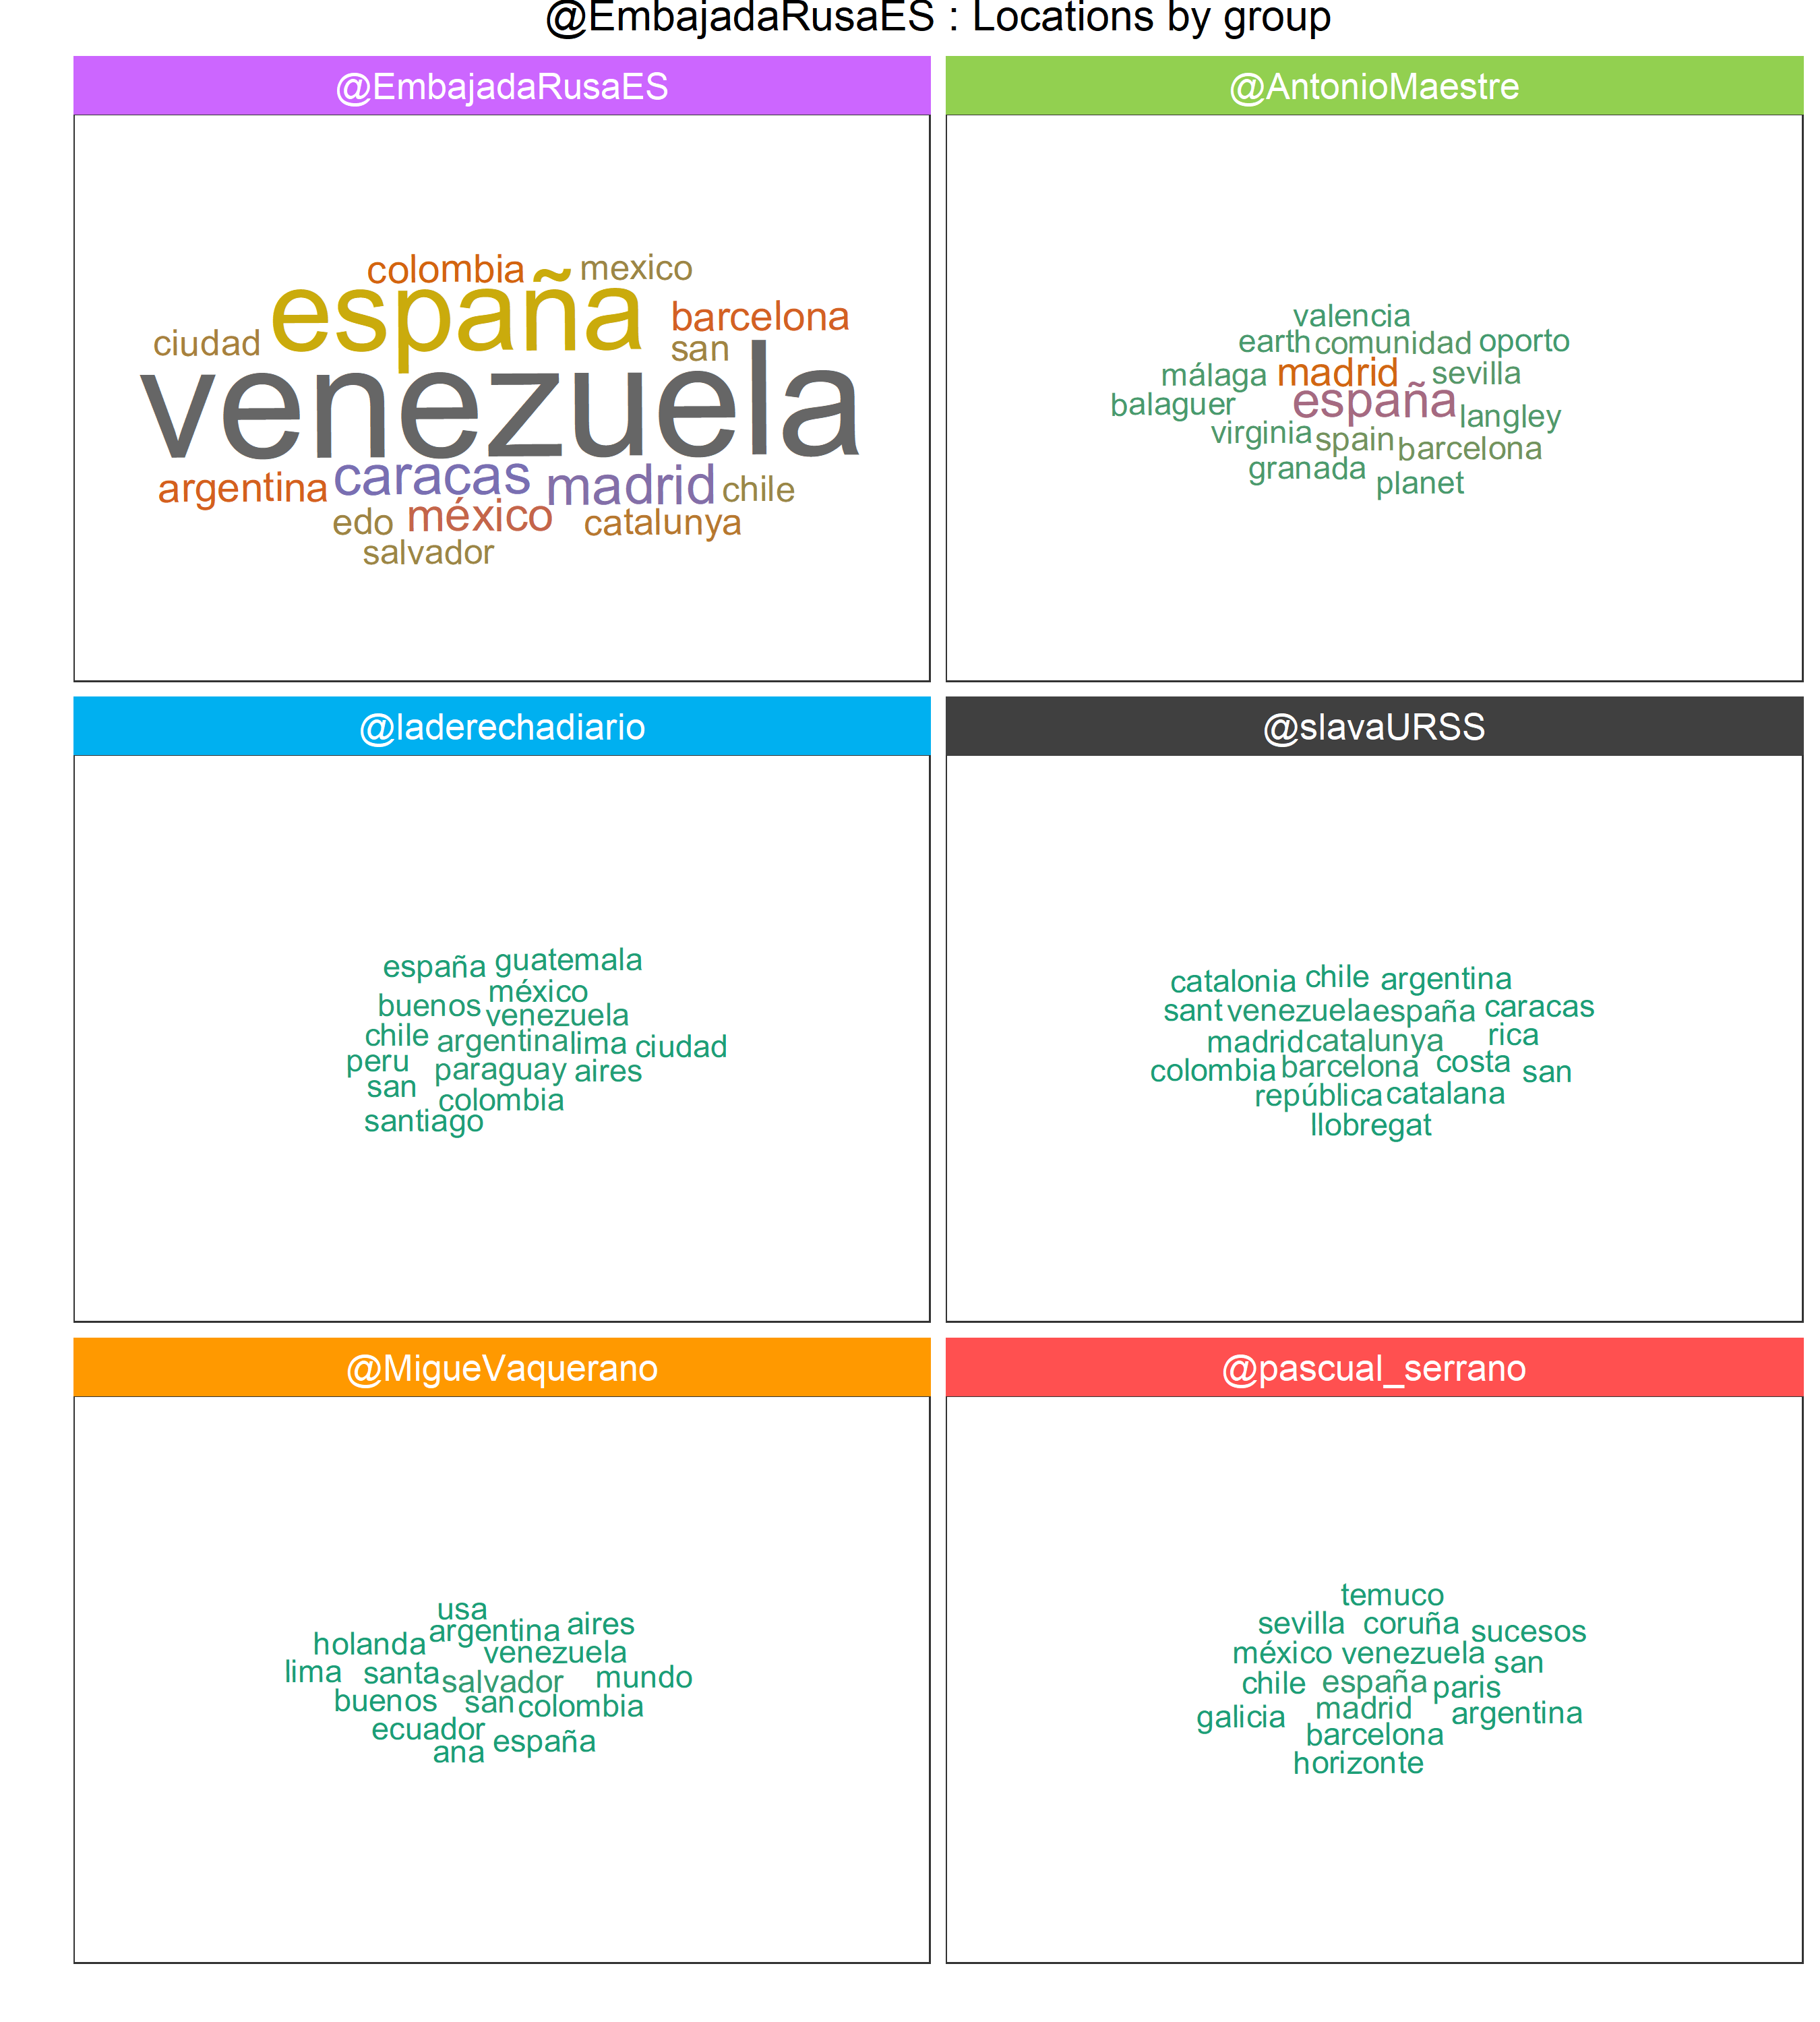 @EmbajadaRusaES : Locations by group
@EmbajadaRusaES
colombia mexico
españa barcelona
ciudad san
venezuela
argentina caracas madrid chile
edo méxico catalunya
salvador
@AntonioMaestre
valencia
earth comunidad oporto
málaga madrid sevilla
balaguer españa langley
virginia spain barcelona
granada planet
@laderechadiario
españa guatemala
méxico
buenos venezuela
chile argentina lima ciudad
peru paraguay aires
san colombia
santiago
@slavaURSS
catalonia chile argentina
sant venezuela españa caracas
madrid catalunya rica
colombia barcelona costa san
república catalana
llobregat
@MigueVaquerano
usa
holanda argentina aires
venezuela
lima santa salvador mundo
buenos san colombia
ecuador
ana españa
@pascual_serrano
temuco
sevilla coruña sucesos
méxico venezuela san
chile españa paris
galicia madrid argentina
barcelona
horizonte